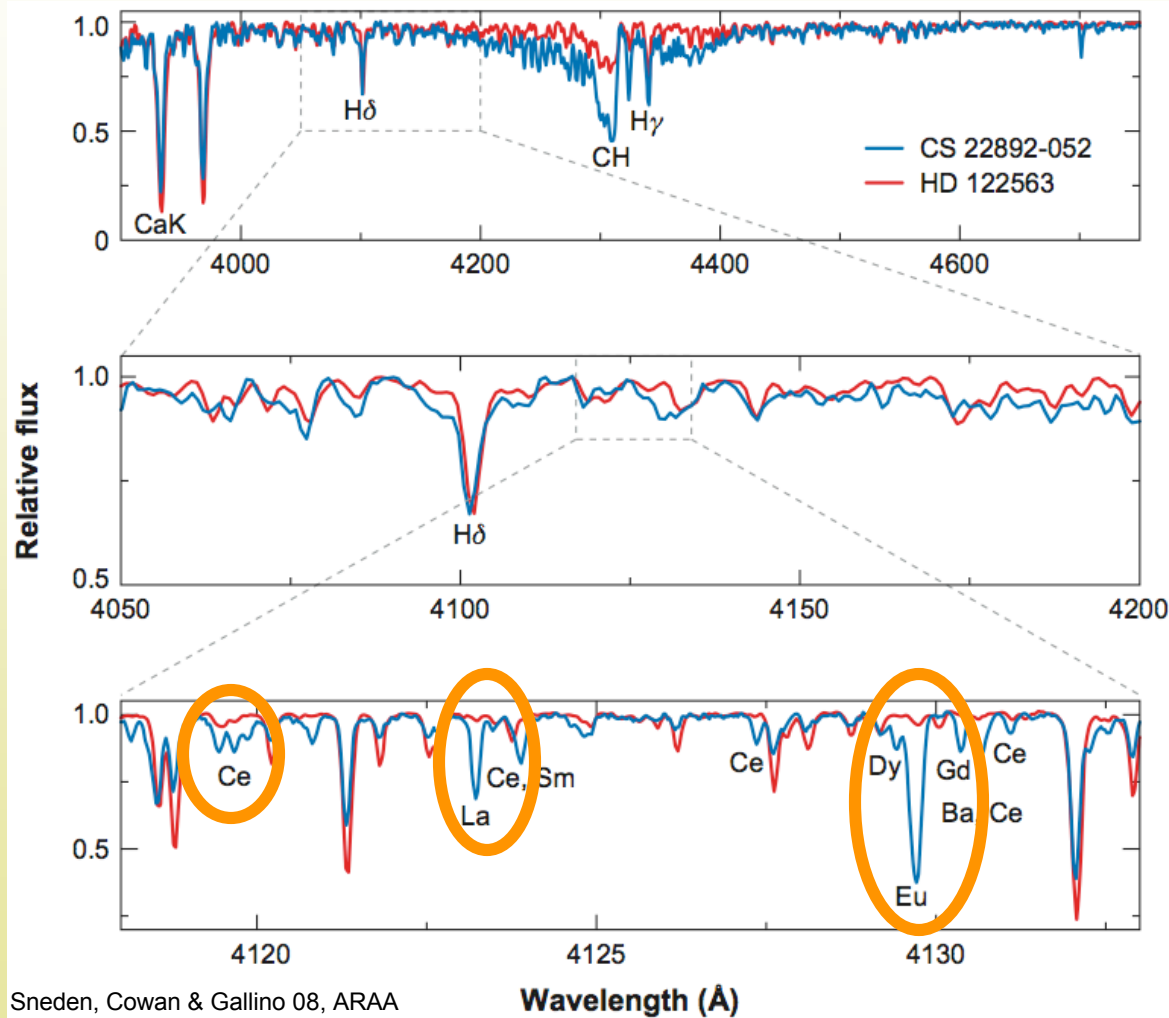 1.0
0.5
0
CaK
Hδ
CH
Hγ
CS 22892-052
HD 122563
4000
4200
4400
4600
Relative flux
1.0
0.5
Hδ
4050
4100
4150
4200
1.0
0.5
Ce
La
Ce, Sm
Ce
Dy
Eu
Gd
Ba, Ce
Ce
4120
4125
4130
Sneden, Cowan & Gallino 08, ARAA
Wavelength (Å)